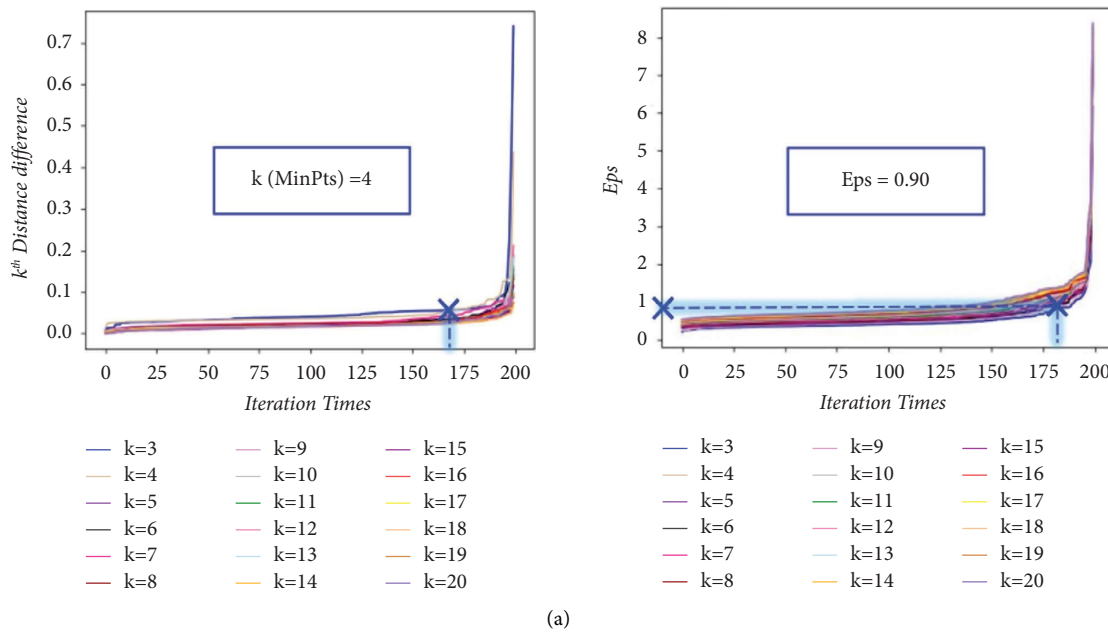 0.7
0.6
0.5
0.4
0.3
0.2
0.1
0.0
kth Distance difference
k (MinPts) =4
0 25 50 75 100 125 150 175 200
Iteration Times
k=3 k=9 k=15
k=4 k=10 k=16
k=5 k=11 k=17
k=6 k=12 k=18
k=7 k=13 k=19
k=8 k=14 k=20
8
7
6
5
4
3
2
1
0
Eps
Eps = 0.90
0 25 50 75 100 125 150 175 200
Iteration Times
k=3 k=9 k=15
k=4 k=10 k=16
k=5 k=11 k=17
k=6 k=12 k=18
k=7 k=13 k=19
k=8 k=14 k=20
(a)